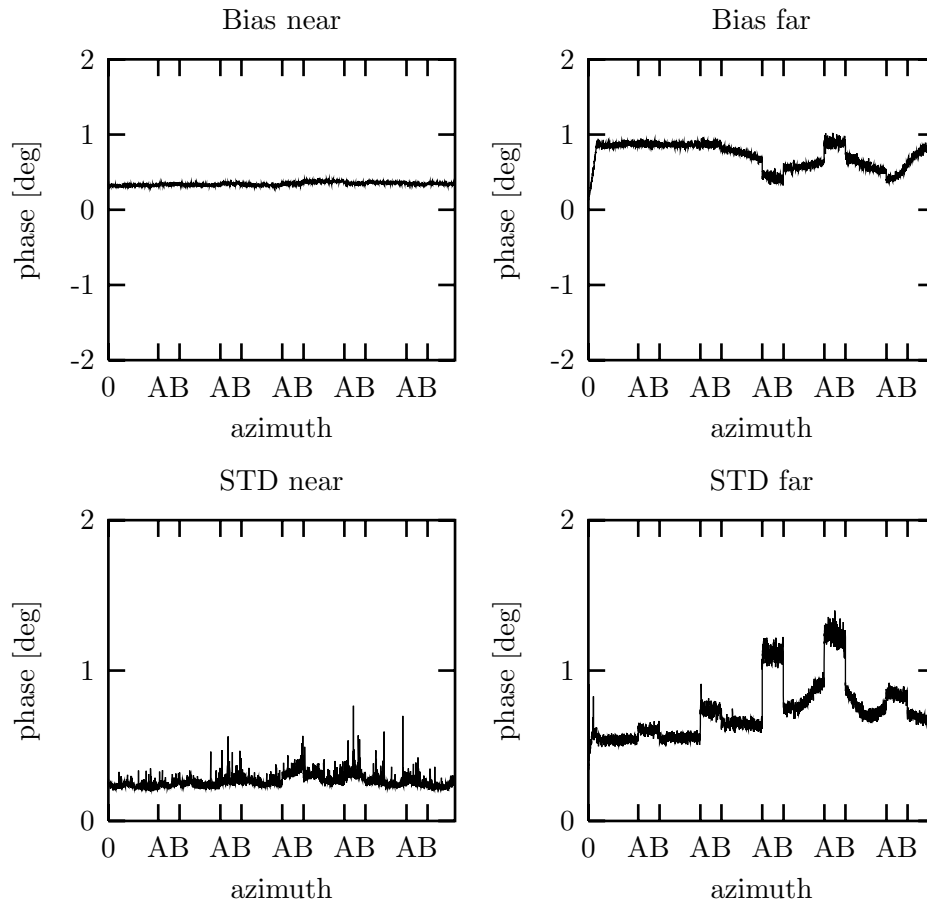 Bias near
2
1
0
-1
-2
phase [deg]
0 AB AB AB AB AB
azimuth
Bias far
2
1
0
-1
-2
phase [deg]
0 AB AB AB AB AB
azimuth
STD near
2
1
0
phase [deg]
0 AB AB AB AB AB
azimuth
STD far
2
1
0
phase [deg]
0 AB AB AB AB AB
azimuth